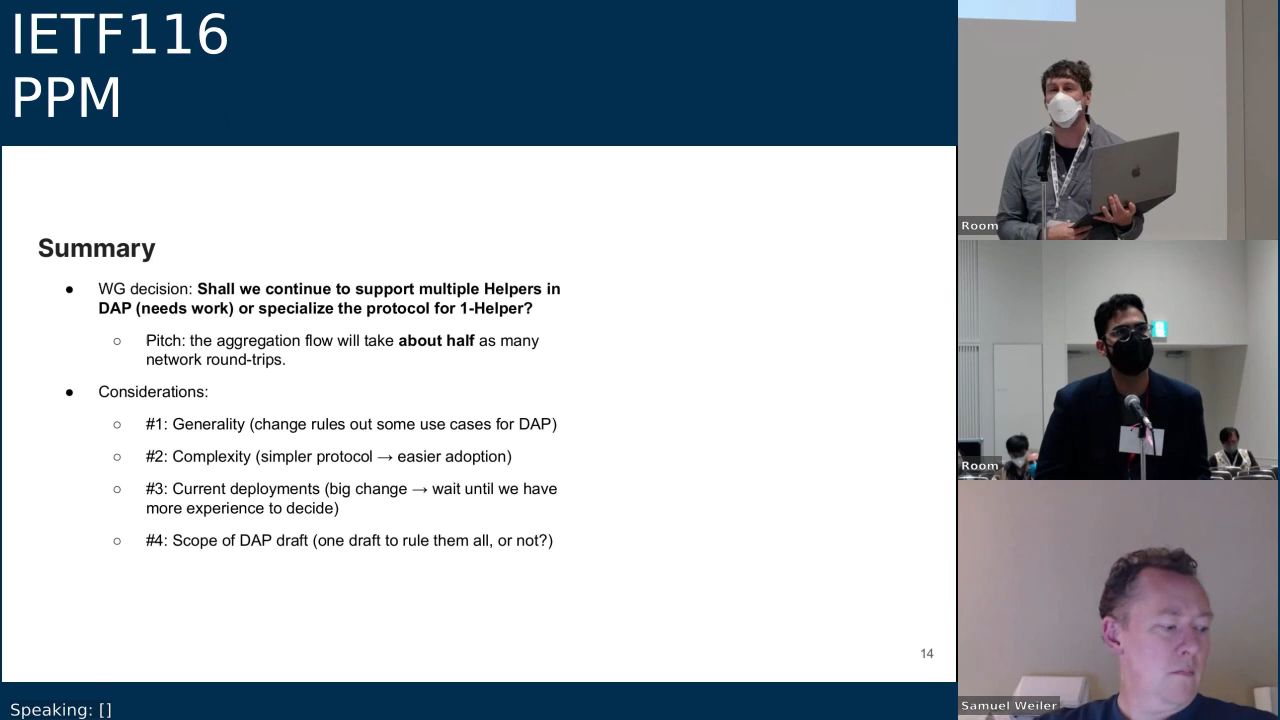 IETF116
PPM
Summary
● WG decision: Shall we continue to support multiple Helpers in
DAP (needs work) or specialize the protocol for 1-Helper?
○ Pitch: the aggregation flow will take about half as many
network round-trips.
● Considerations:
○ #1: Generality (change rules out some use cases for DAP)
○ #2: Complexity (simpler protocol → easier adoption)
○ #3: Current deployments (big change → wait until we have
more experience to decide)
○ #4: Scope of DAP draft (one draft to rule them all, or not?)
14
Speaking: []
Room
Room
Samuel Weiler